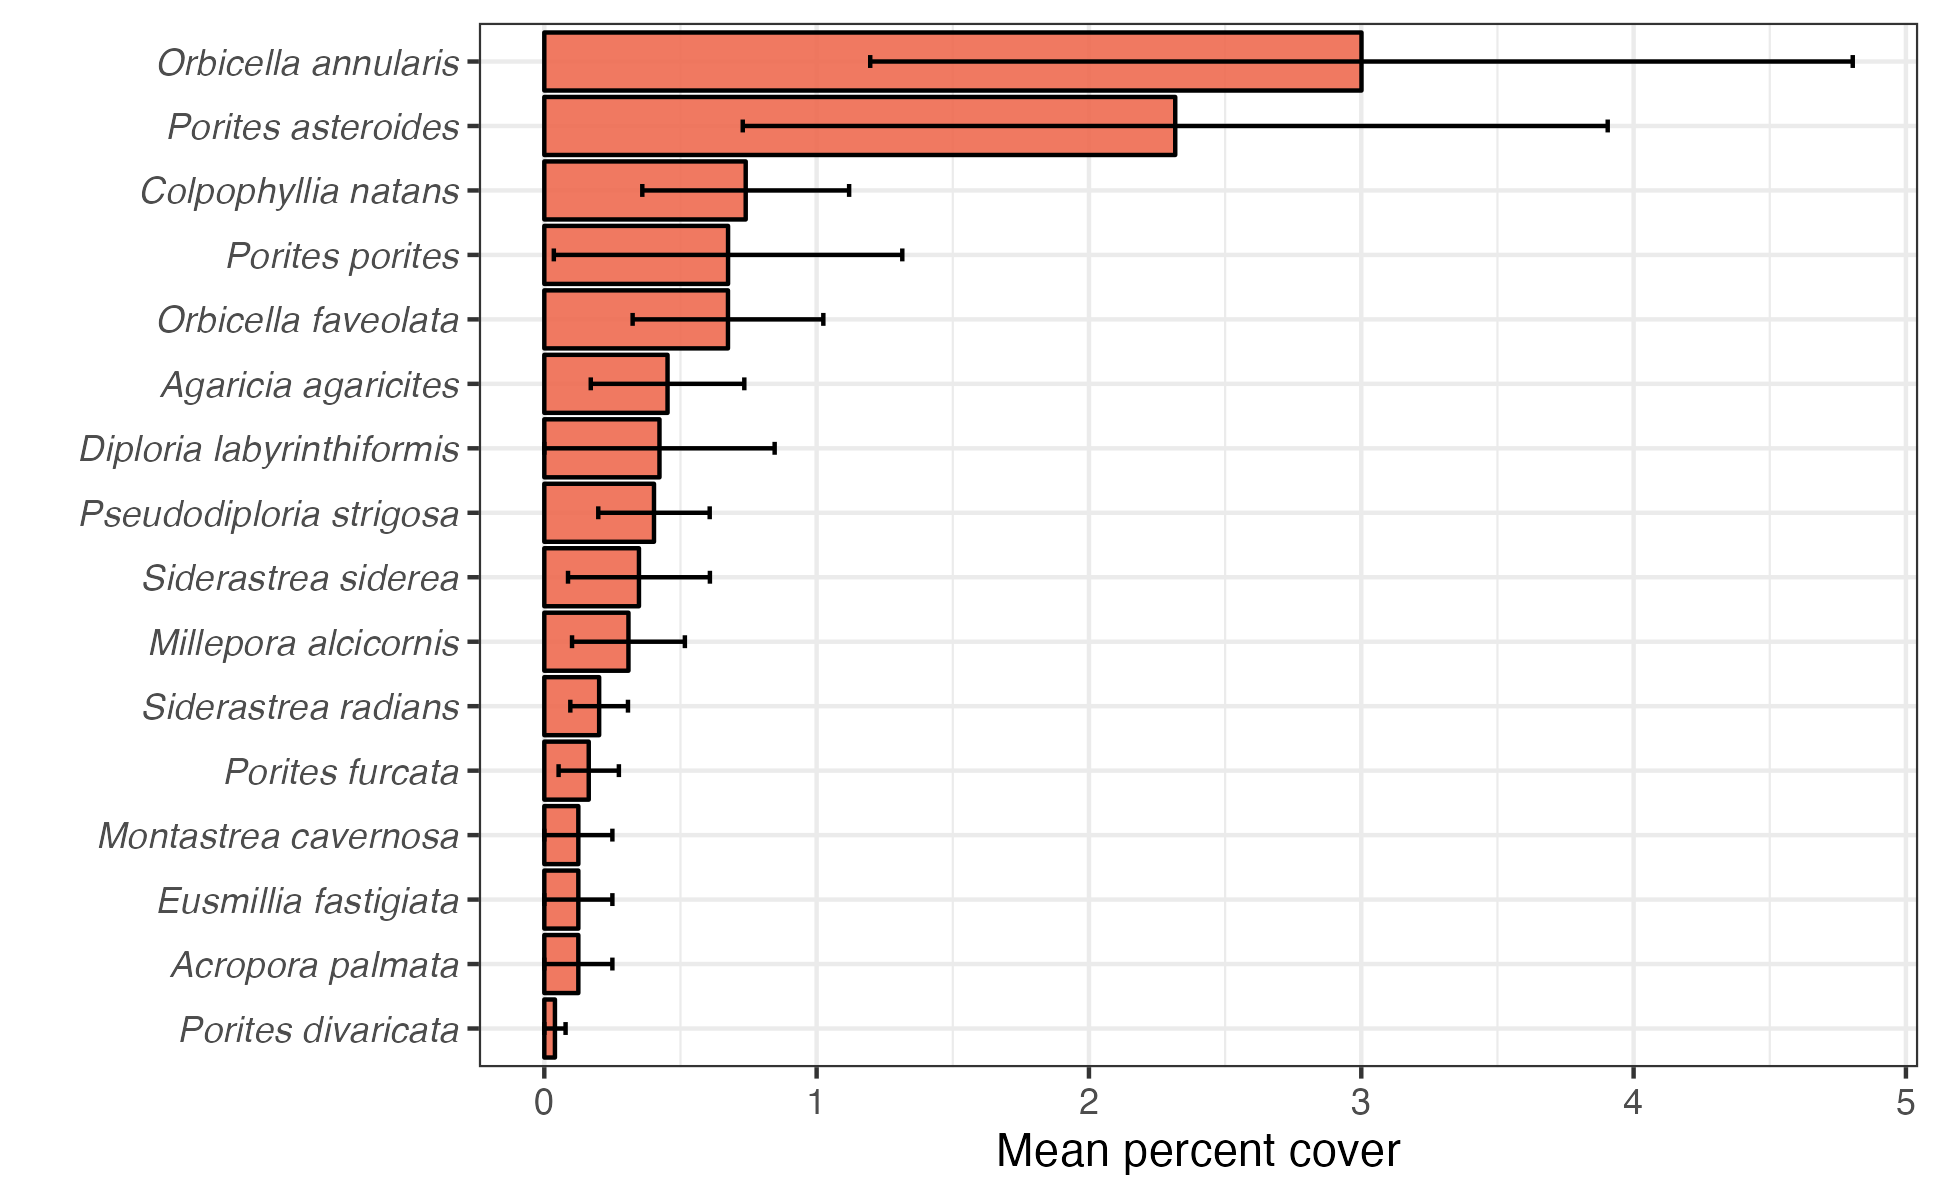 Orbicella annularis
Porites asteroides
Colpophyllia natans
Porites porites
Orbicella faveolata
Agaricia agaricites
Diploria labyrinthiformis
Pseudodiploria strigosa
Siderastrea siderea
Millepora alcicornis
Siderastrea radians
Porites furcata
Montastrea cavernosa
Eusmillia fastigiata
Acropora palmata
Porites divaricata
0 1 2 3 4 5
Mean percent cover